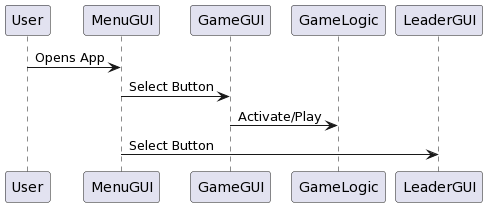 User MenuGUI GameGUI GameLogic LeaderGUI
Opens App
Select Button
Activate/Play
Select Button
User MenuGUI GameGUI GameLogic LeaderGUI